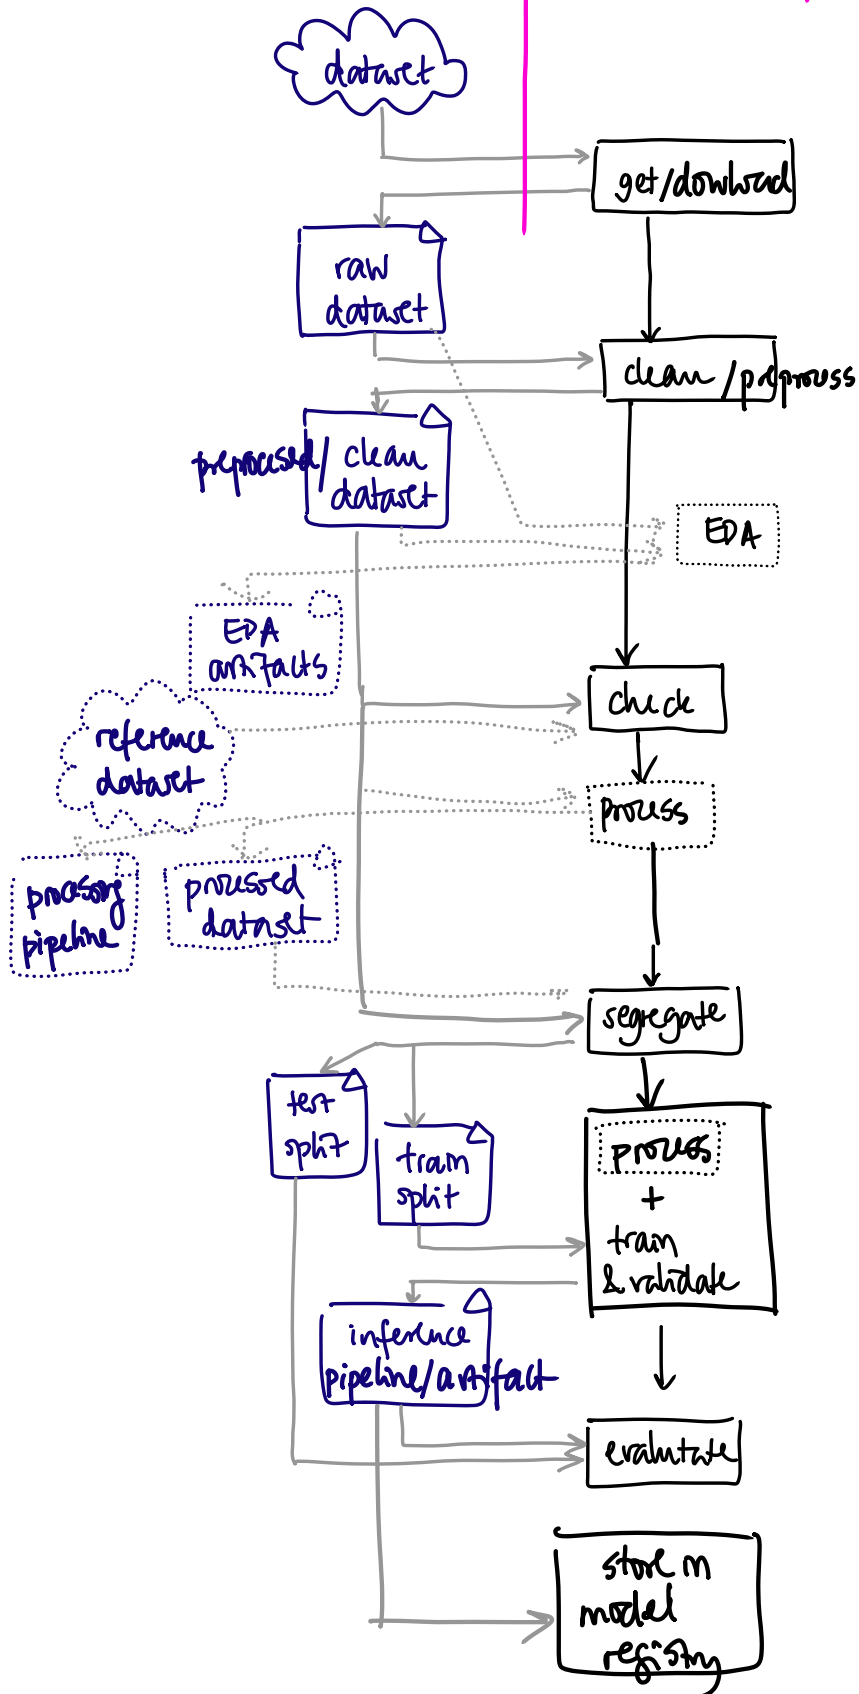 dataset
get/download
raw
dataset
clean/preprocess
preprocessed/clean
dataset
EDA
EDA
artifacts
check
reference
dataset
process
processing
pipeline
processed
dataset
segregate
test
split
train
split
process
+
train
& validate
inference
pipeline/artifact
evalutate
store in
model
registry